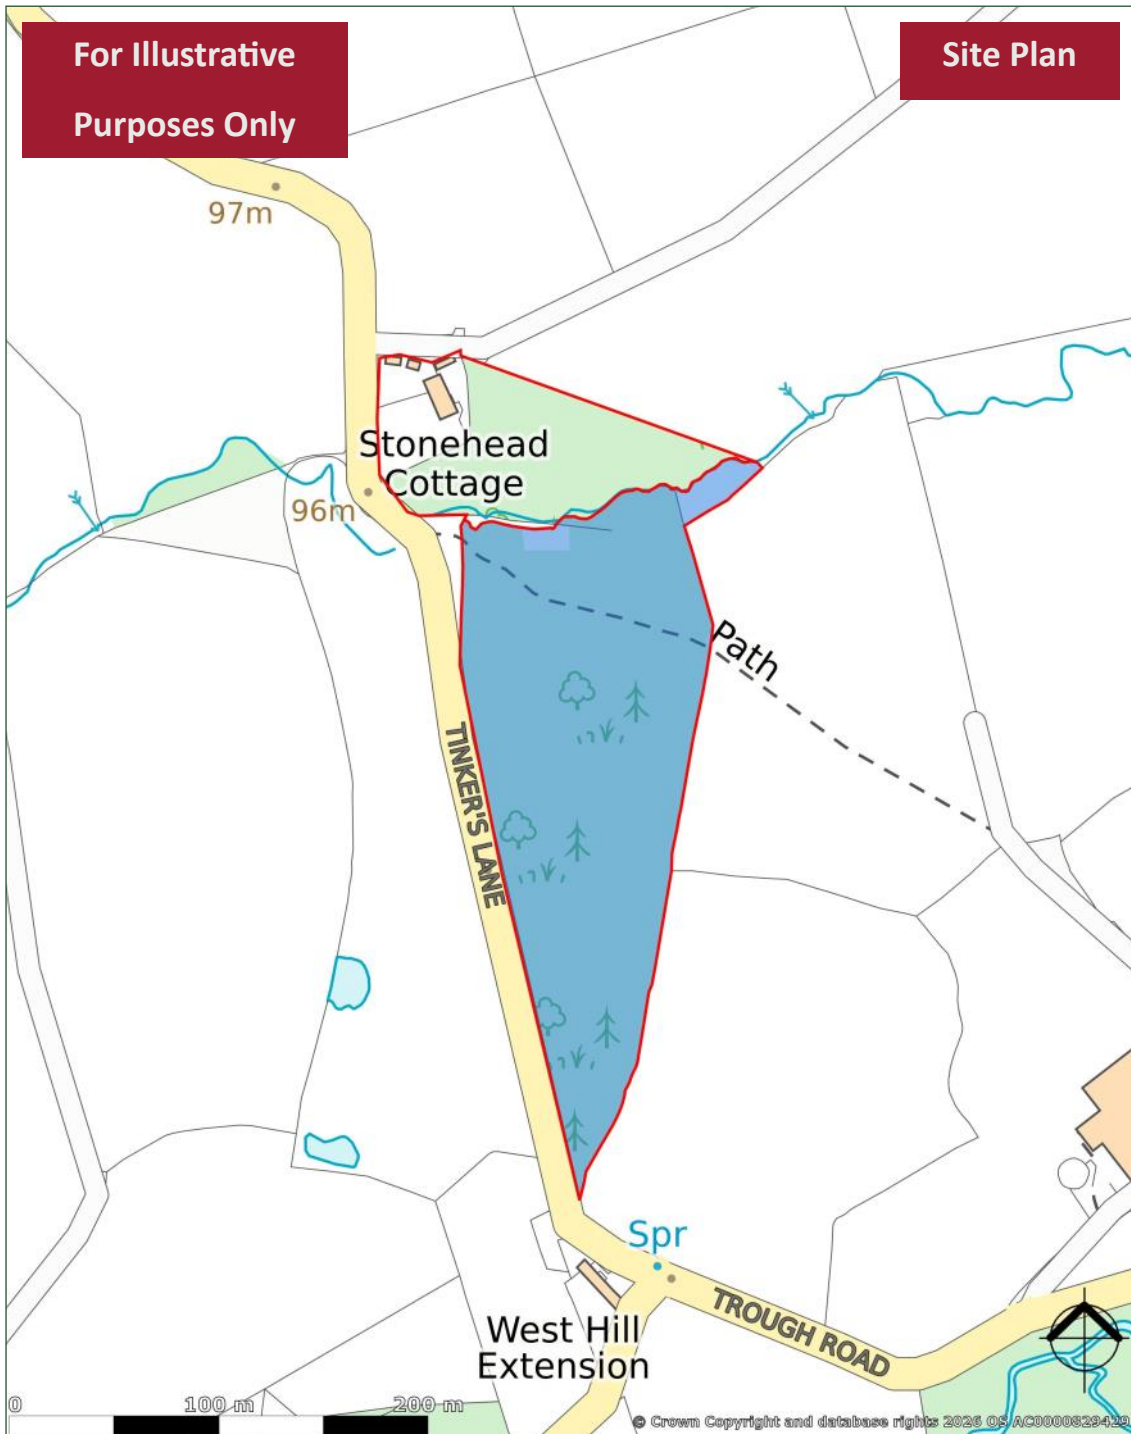 For Illustrative
Purposes Only
Site Plan
97m
Stonehead
Cottage
96m
Path
TINKER'S LANE
Spr
West Hill
Extension
TROUGH ROAD
0 100 m 200 m
© Crown Copyright and database rights 2026 OS AC0000829429